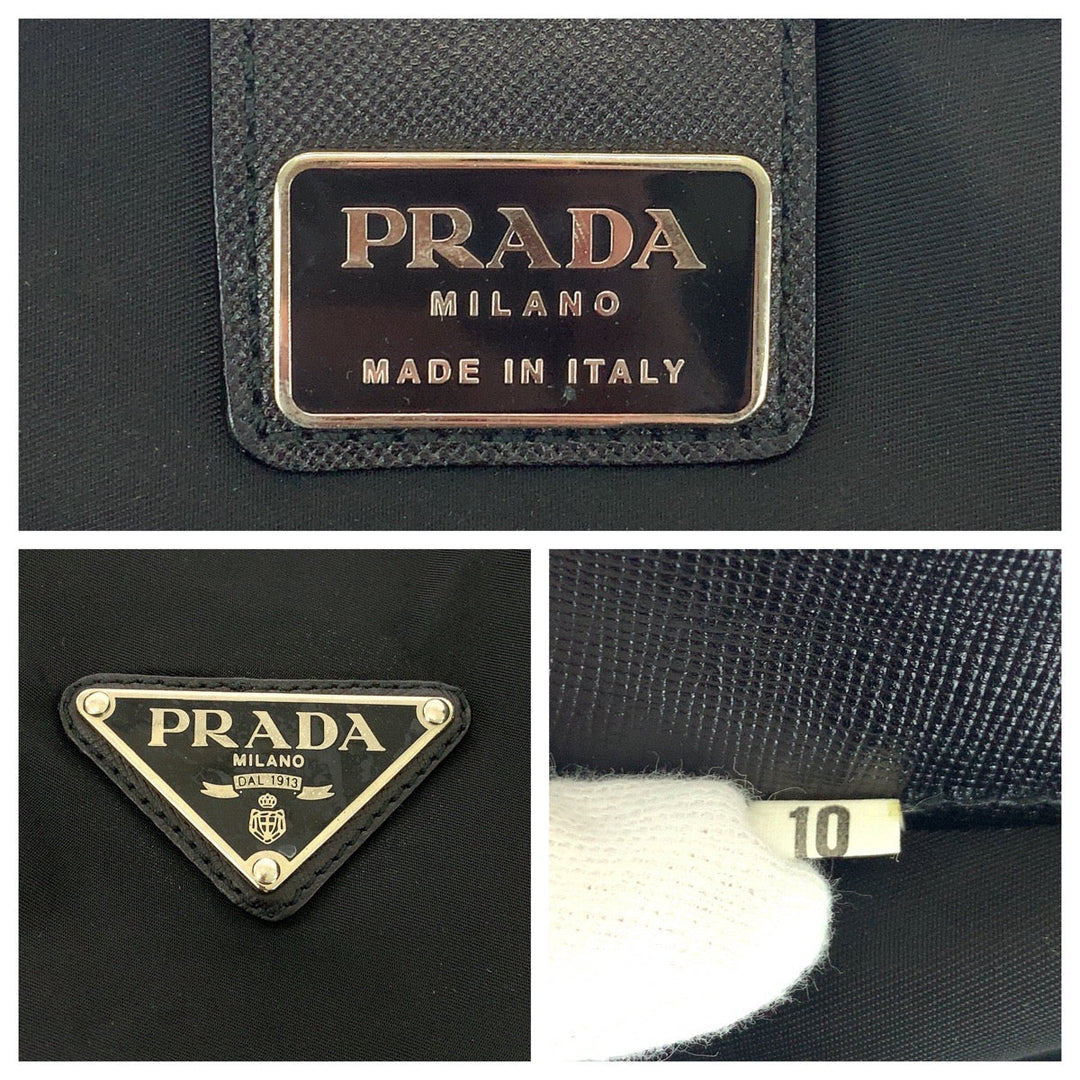 PRADA
MILANO
MADE IN ITALY
PRADA
MILANO
DAL 1913
10